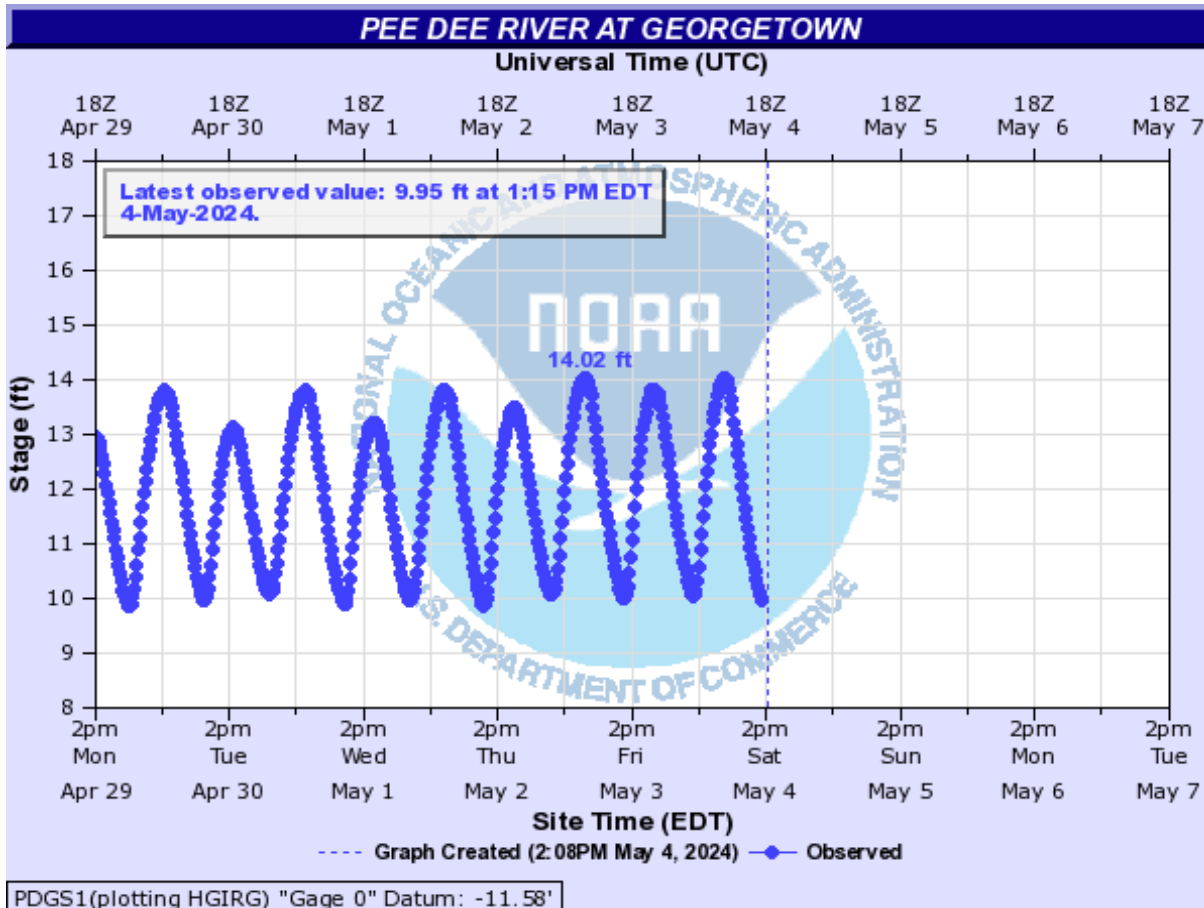 PEE DEE RIVER AT GEORGETOWN
Universal Time (UTC)
18Z 18Z 18Z 18Z 18Z 18Z 18Z 18Z 18Z
Apr 29 Apr 30 May 1 May 2 May 3 May 4 May 5 May 6 May 7
Latest observed value: 9.95 ft at 1:15 PM EDT
4-May-2024.
NATIONAL OCEANIC AND ATMOSPHERIC ADMINISTRATION
NOAA
U.S. DEPARTMENT OF COMMERCE
14.02 ft
Stage (ft)
18
17
16
15
14
13
12
11
10
9
8
2pm 2pm 2pm 2pm 2pm 2pm 2pm 2pm 2pm
Mon Tue Wed Thu Fri Sat Sun Mon Tue
Apr 29 Apr 30 May 1 May 2 May 3 May 4 May 5 May 6 May 7
Site Time (EDT)
Graph Created (2:08PM May 4, 2024) Observed
PDGS1(plotting HGIRG) "Gage 0" Datum: -11.58'